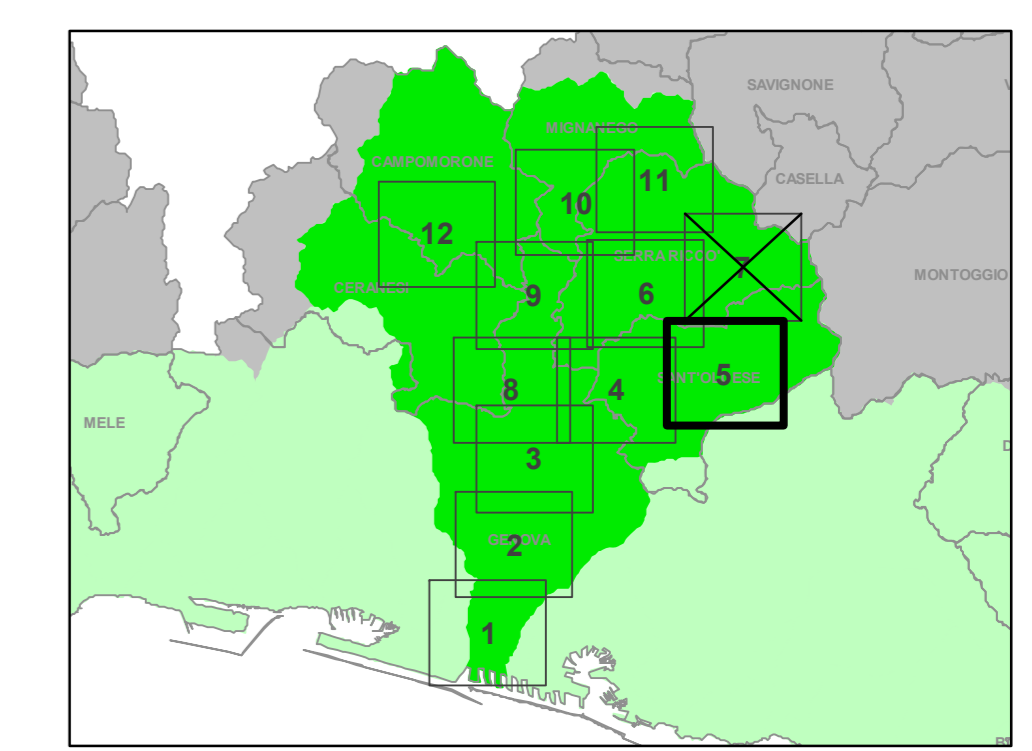 SAVIGNONE
MIGNANEGO
CAMPOMORONE
CASELLA
11
10
12
SERRA RICCO'
7
MONTOGGIO
CERANESI
9
6
SANT'OLCESE
5
8
4
MELE
3
GENOVA
2
1